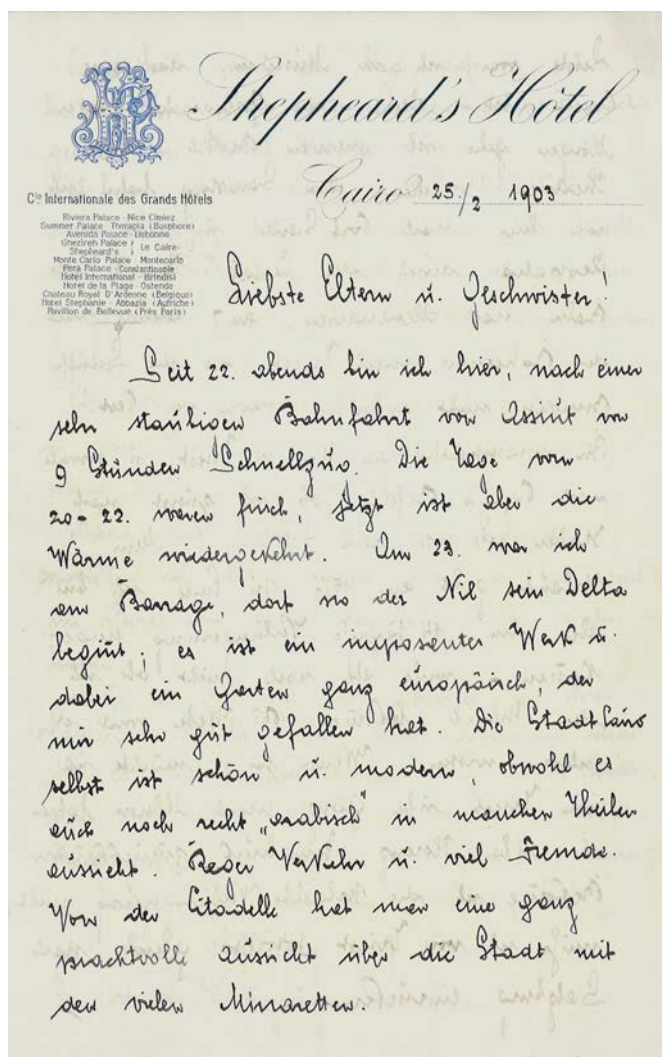 Shepheard's Hôtel
Cairo 25./2 1903
Cie Internationale des Grands Hôtels
Riviera Palace - Nice Cimiez
Summer Palace - Therapia (Bosphore)
Avenida Palace - Lisbonne
Ghezireh Palace
Shepheard's
Le Caire
Monte Carlo Palace - Montecarlo
Pera Palace - Constantinople
Hôtel International - Brindisi
Hotel de la Plage - Ostende
Chateau Royal D'Ardenne (Belgique)
Hotel Stephanie - Abbazia (Autriche)
Pavillon de Bellevue (Près Paris)
Liebste Eltern u. Geschwister!
Seit 22. abends bin ich hier, nach einer
sehr staubigen Bahnfahrt von Assiut von
9 Stunden Schnellzug. Die Tage vom
20-22. waren frisch, jetzt ist aber die
Wärme wiedergekehrt. Am 23. war ich
am Barrage, dort wo der Nil sein Delta
beginnt; es ist ein imposantes Werk u.
dabei ein Garten ganz europäisch, der
mir sehr gut gefallen hat. Die Stadt Cairo
selbst ist schön u. modern, obwohl es
auch noch recht „arabisch" in manchen Theilen
aussieht. Reger Verkehr u. viel Fremde.
Von der Citadelle hat man eine ganz
prachtvolle Aussicht über die Stadt mit
den vielen Minaretten.